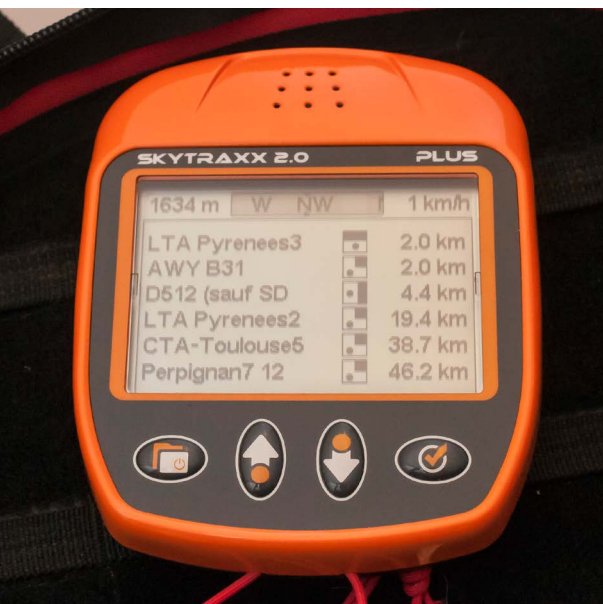 SKYTRAXX 2.0 PLUS
1634 m W NW 1 km/h
LTA Pyrenees3 2.0 km
AWY B31 2.0 km
D512 (sauf SD 4.4 km
LTA Pyrenees2 19.4 km
CTA-Toulouse5 38.7 km
Perpignan7 12 46.2 km